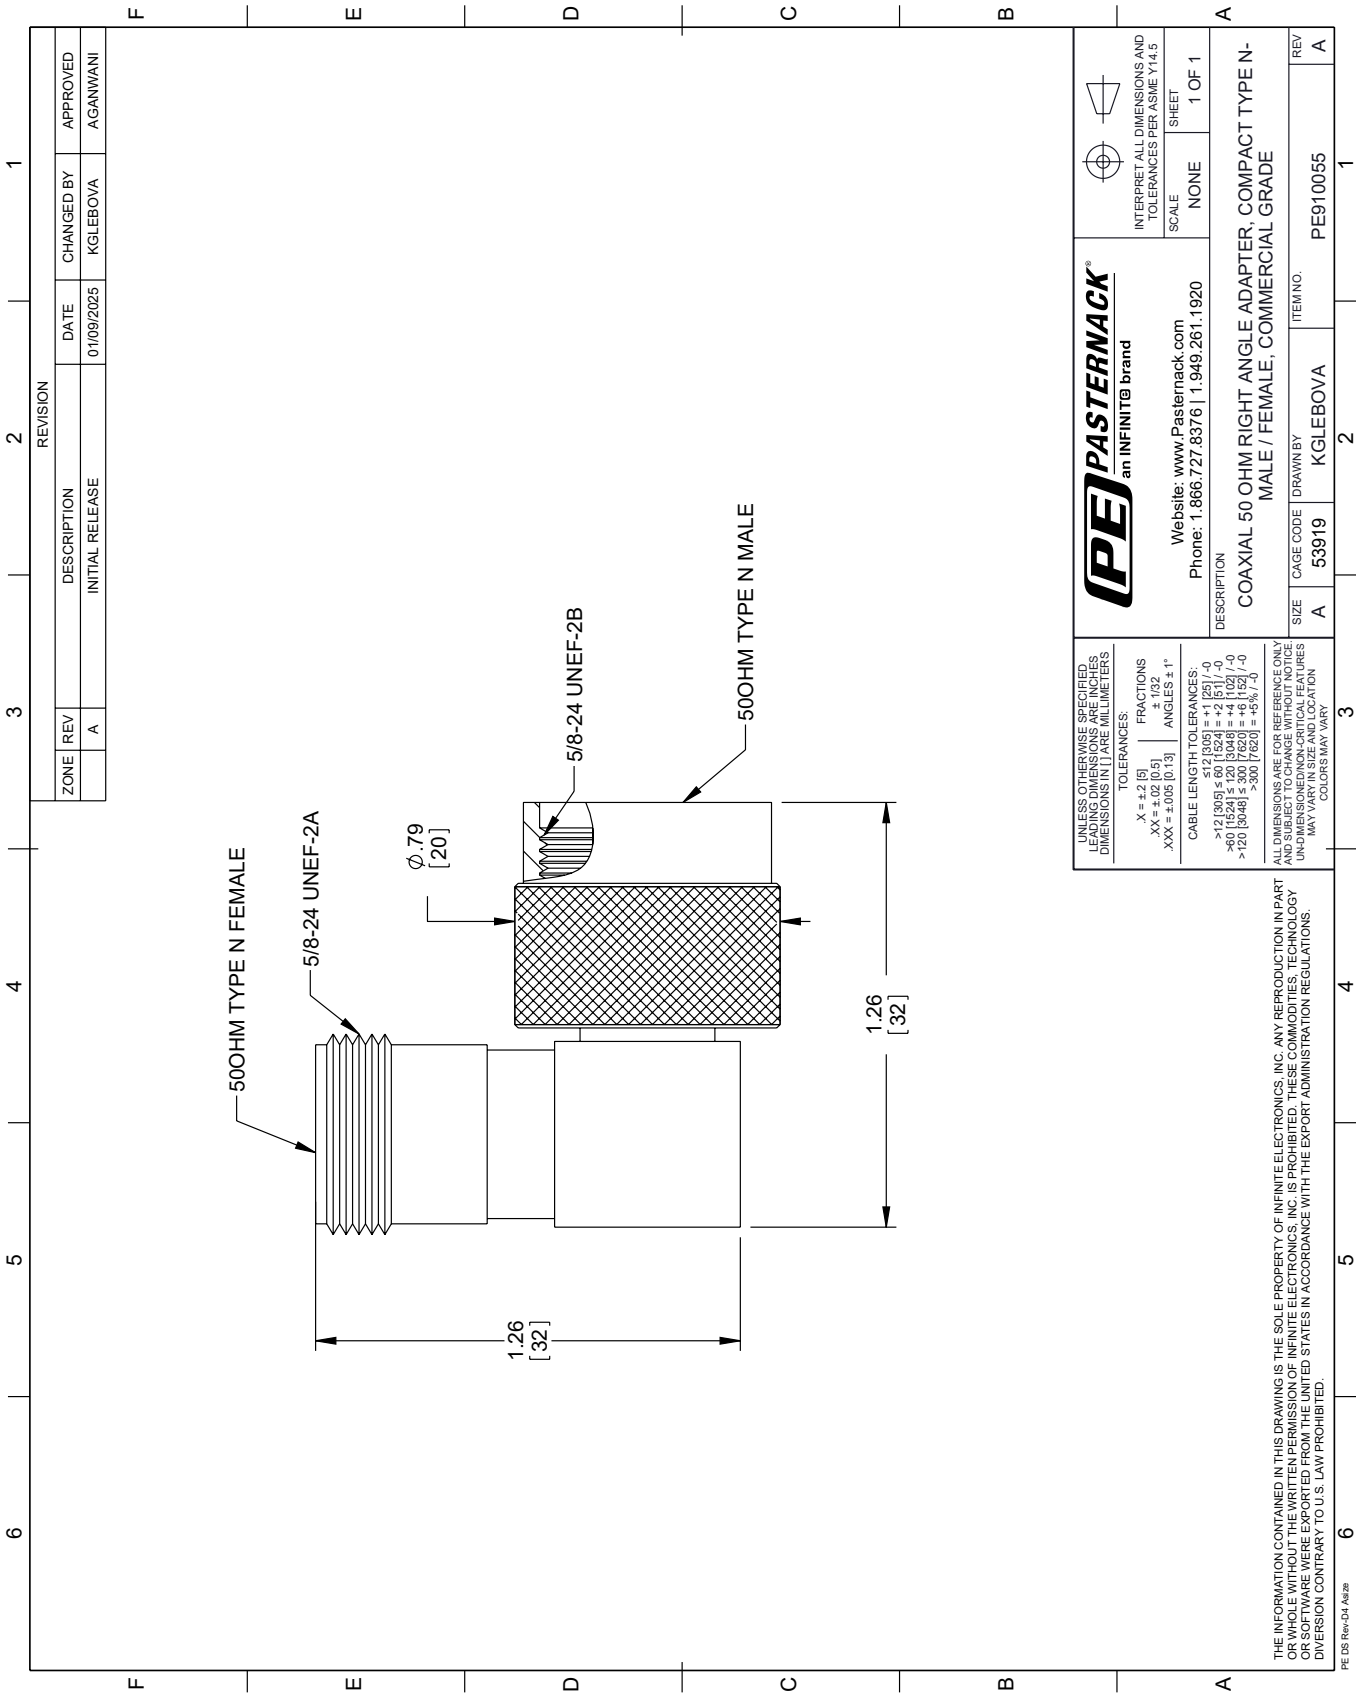 6
5
4
3
2
1
F
E
D
C
B
A
F
E
D
C
B
A
REVISION
ZONE REV DESCRIPTION DATE CHANGED BY APPROVED
A INITIAL RELEASE 01/09/2025 KGLEBOVA AGANWANI
50OHM TYPE N FEMALE
5/8-24 UNEF-2A
Ø.79
[20]
5/8-24 UNEF-2B
50OHM TYPE N MALE
1.26
[32]
1.26
[32]
THE INFORMATION CONTAINED IN THIS DRAWING IS THE SOLE PROPERTY OF INFINITE ELECTRONICS, INC. ANY REPRODUCTION IN PART
OR WHOLE WITHOUT THE WRITTEN PERMISSION OF INFINITE ELECTRONICS, INC. IS PROHIBITED. THESE COMMODITIES, TECHNOLOGY
OR SOFTWARE WERE EXPORTED FROM THE UNITED STATES IN ACCORDANCE WITH THE EXPORT ADMINISTRATION REGULATIONS.
DIVERSION CONTRARY TO U.S. LAW PROHIBITED.
UNLESS OTHERWISE SPECIFIED
LEADING DIMENSIONS ARE INCHES
DIMENSIONS IN [ ] ARE MILLIMETERS
TOLERANCES:
.X = ±.2 [5]
.XX = ±.02 [0.5]
.XXX = ±.005 [0.13]
FRACTIONS
± 1/32
ANGLES ± 1°
CABLE LENGTH TOLERANCES:
≤12 [305] = +1 [25] / -0
>12 [305] ≤ 60 [1524] = +2 [51] / -0
>60 [1524] ≤ 120 [3048] = +4 [102] / -0
>120 [3048] ≤ 300 [7620] = +6 [152] / -0
>300 [7620] = +5% / -0
ALL DIMENSIONS ARE FOR REFERENCE ONLY
AND SUBJECT TO CHANGE WITHOUT NOTICE.
UN-DIMENSIONED/NON-CRITICAL FEATURES
MAY VARY IN SIZE AND LOCATION
COLORS MAY VARY
PE PASTERNACK®
an INFINIT@ brand
Website: www.Pasternack.com
Phone: 1.866.727.8376 | 1.949.261.1920
INTERPRET ALL DIMENSIONS AND
TOLERANCES PER ASME Y14.5
SCALE
NONE
SHEET
1 OF 1
DESCRIPTION
COAXIAL 50 OHM RIGHT ANGLE ADAPTER, COMPACT TYPE N-
MALE / FEMALE, COMMERCIAL GRADE
SIZE
A
CAGE CODE
53919
DRAWN BY
KGLEBOVA
ITEM NO.
PE910055
REV
A
6
5
4
3
2
1
PE DS Rev-D4 Asize